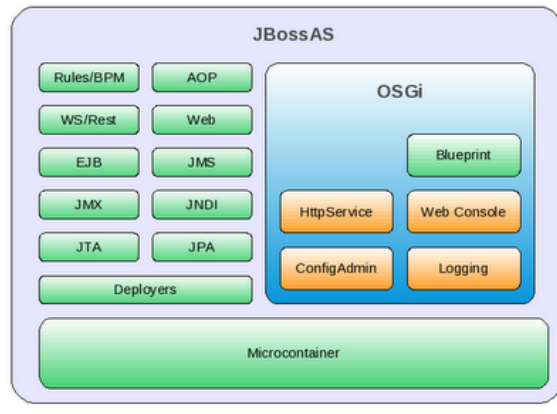 JBossAS
Rules/BPM
AOP
OSGi
WS/Rest
Web
Blueprint
EJB
JMS
JMX
JNDI
HttpService
Web Console
JTA
JPA
ConfigAdmin
Logging
Deployers
Microcontainer